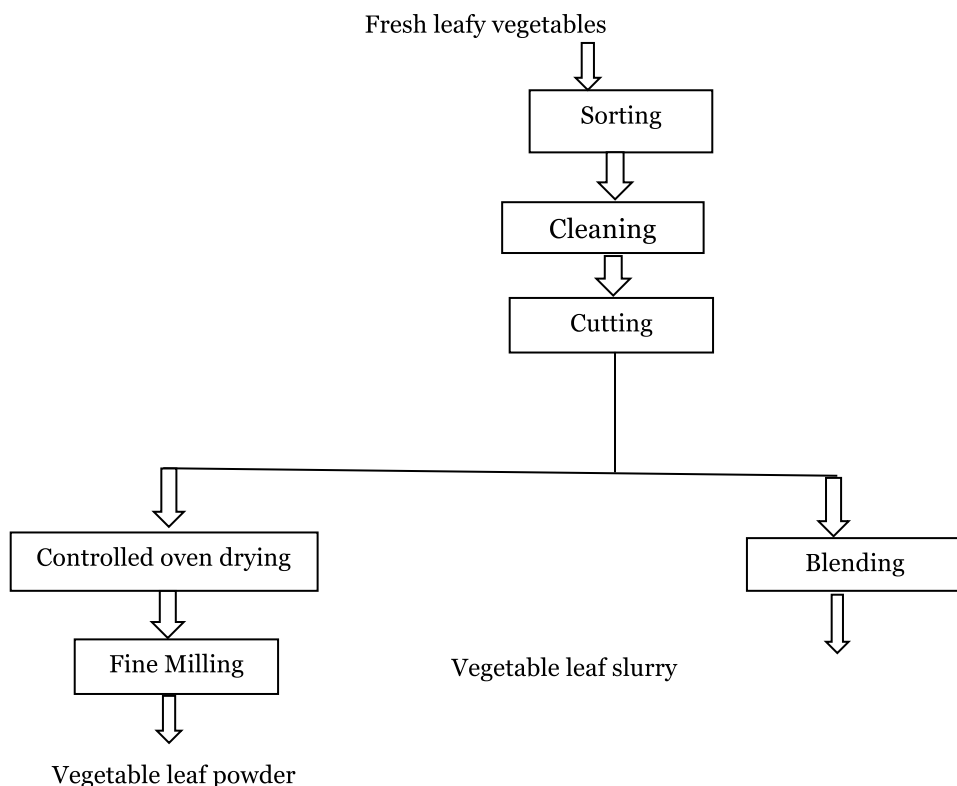 Fresh leafy vegetables
Sorting
Cleaning
Cutting
Controlled oven drying
Blending
Fine Milling
Vegetable leaf slurry
Vegetable leaf powder